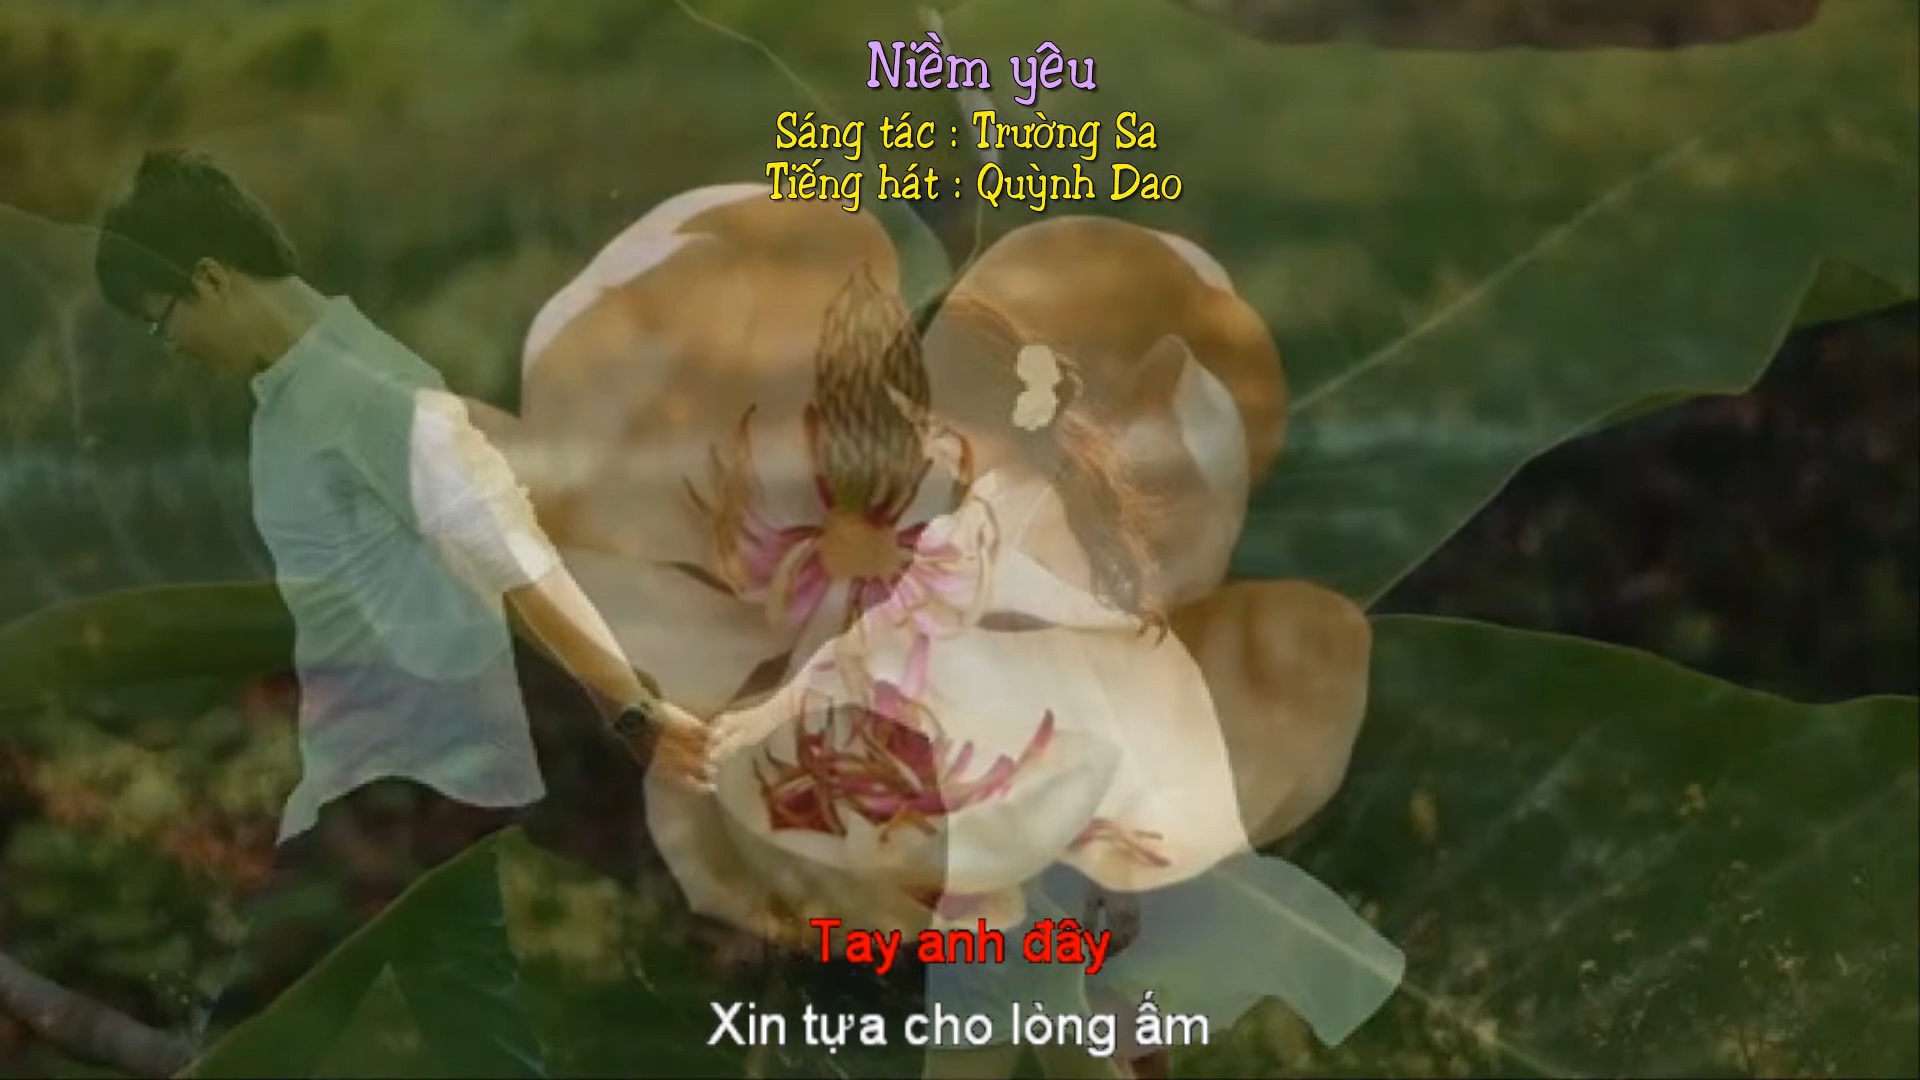 Niềm yêu
Sáng tác : Trường Sa
Tiếng hát : Quỳnh Dao
Tay anh đây
Xin tựa cho lòng ấm